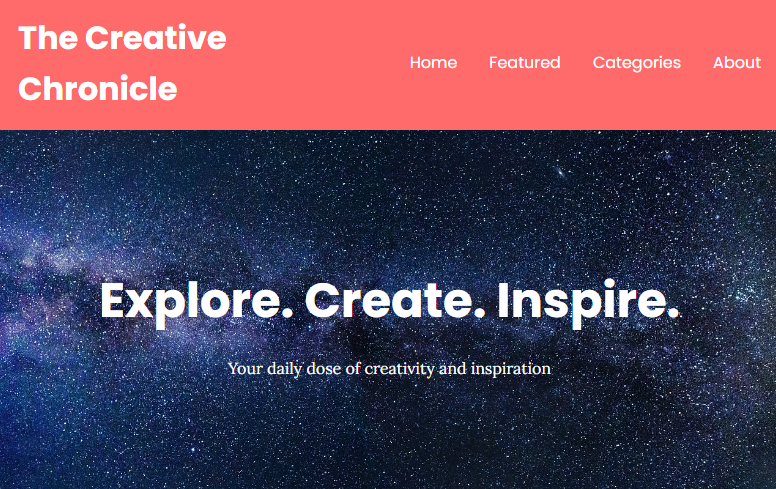 The Creative
Chronicle
Home Featured Categories About
Explore. Create. Inspire.
Your daily dose of creativity and inspiration